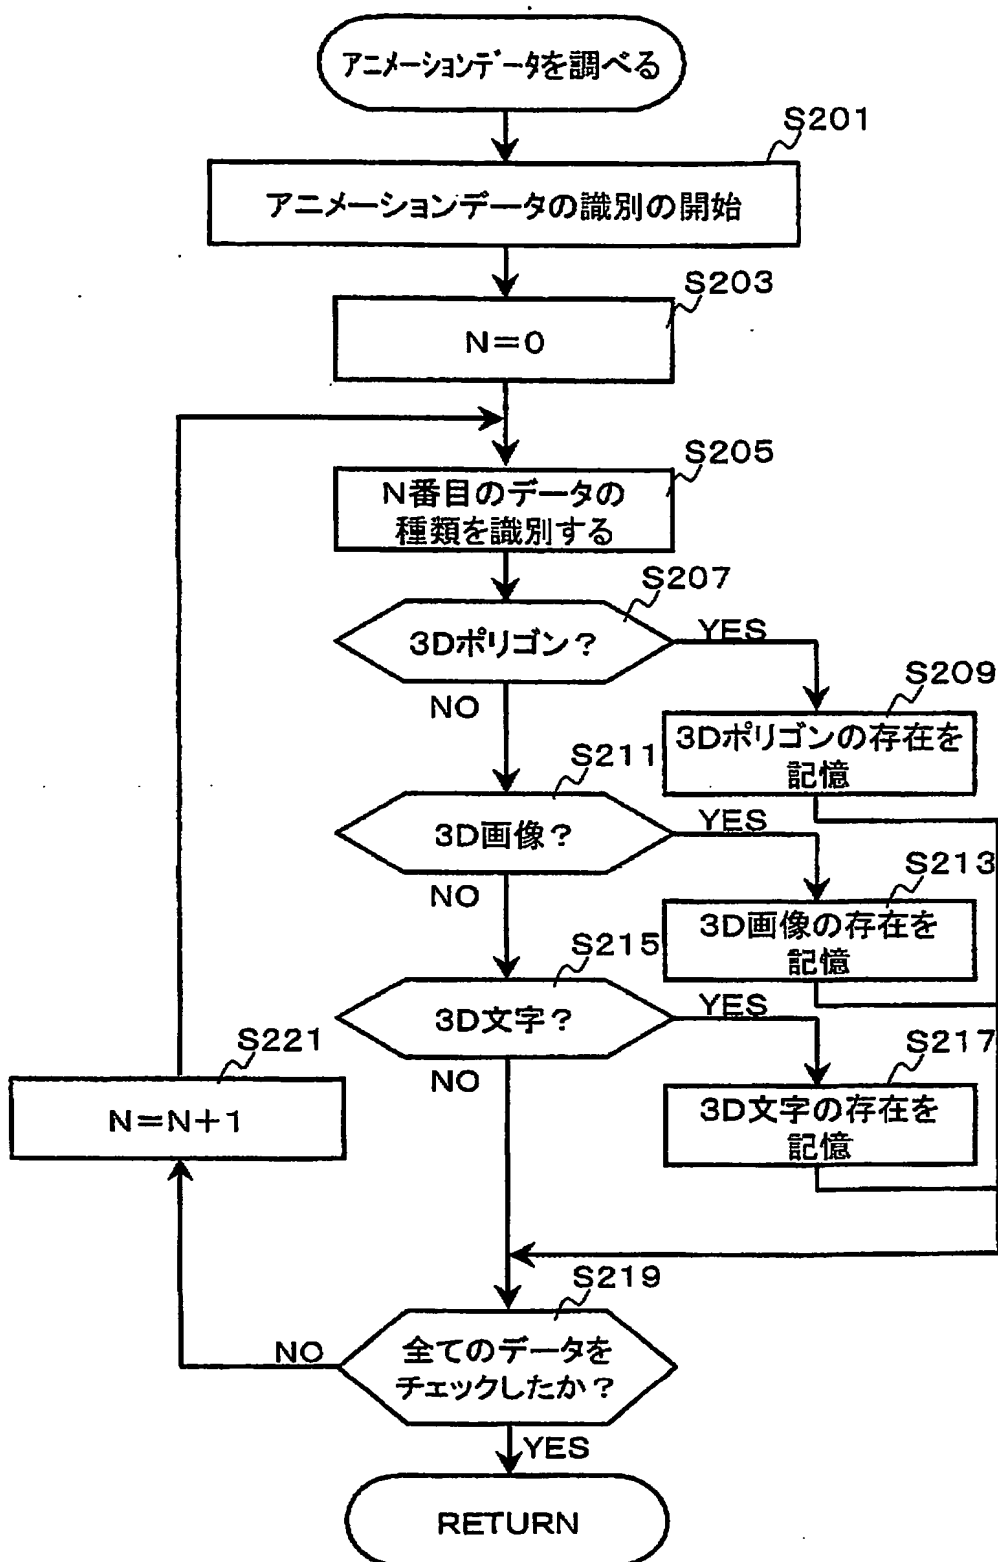 アニメーションデータを調べる
S201
アニメーションデータの識別の開始
S203
N=0
S205
N番目のデータの
種類を識別する
S207
3Dポリゴン?
YES
NO
S209
3Dポリゴンの存在を
記憶
S211
3D画像?
YES
NO
S213
3D画像の存在を
記憶
S215
3D文字?
YES
NO
S217
3D文字の存在を
記憶
S221
N=N+1
S219
全てのデータを
チェックしたか?
NO
YES
RETURN